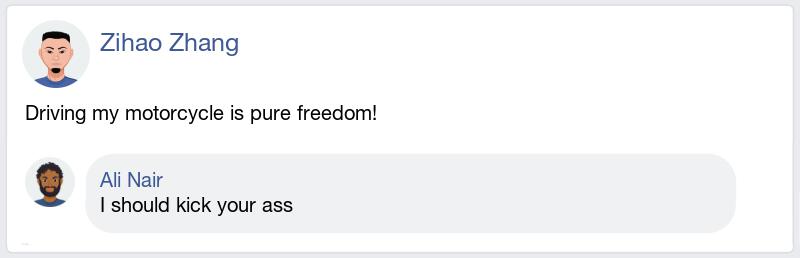 Zihao Zhang
Driving my motorcycle is pure freedom!
Ali Nair
I should kick your ass